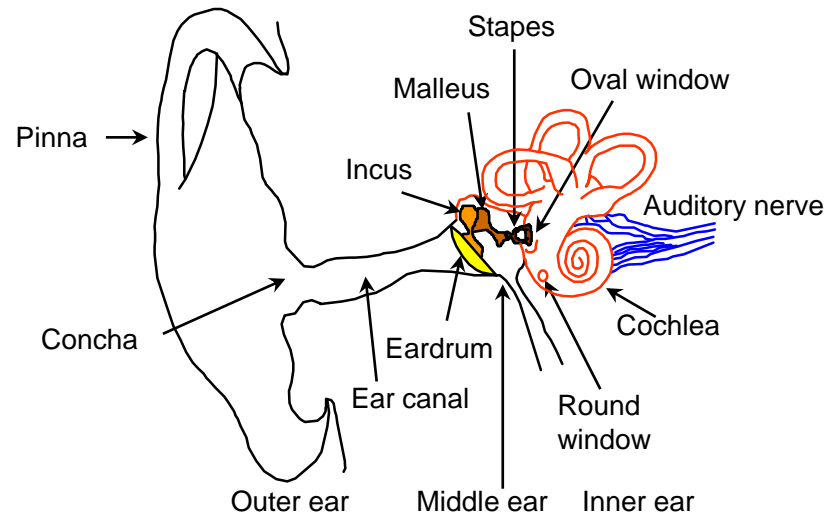 Stapes
Malleus
Oval window
Pinna
Incus
Auditory nerve
Concha
Eardrum
Cochlea
Ear canal
Round
window
Outer ear
Middle ear
Inner ear